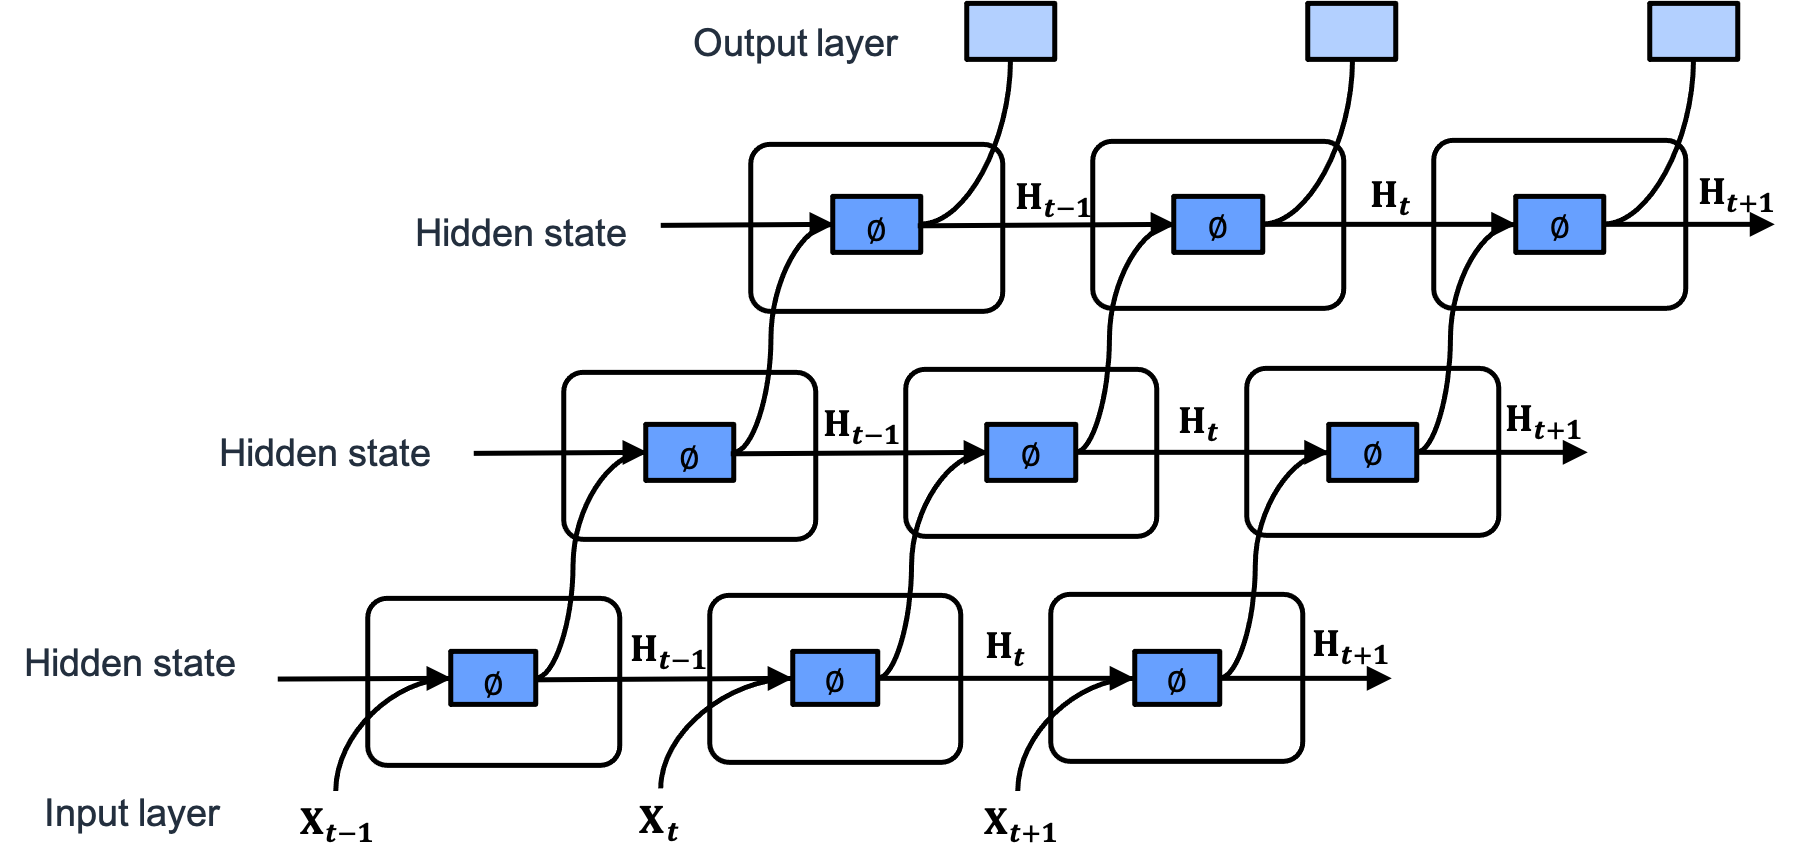 Output layer
Hidden state
ø
H_{t−1}
ø
H_t
ø
H_{t+1}
Hidden state
ø
H_{t−1}
ø
H_t
ø
H_{t+1}
Hidden state
ø
H_{t−1}
ø
H_t
ø
H_{t+1}
Input layer
X_{t−1}
X_t
X_{t+1}